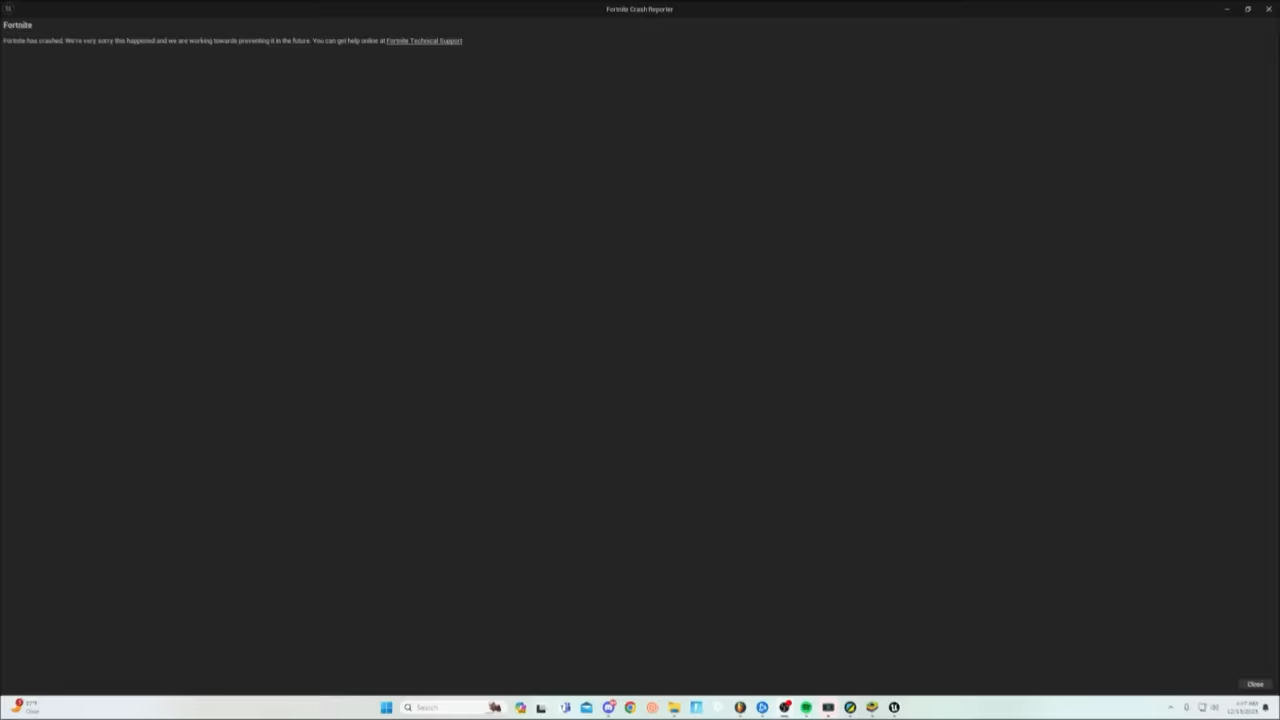 Fortnite Crash Reporter
Fortnite
Fortnite has crashed. We're very sorry this happened and we are working towards preventing it in the future. You can get help online at Fortnite Technical Support
Close
Search
Clear